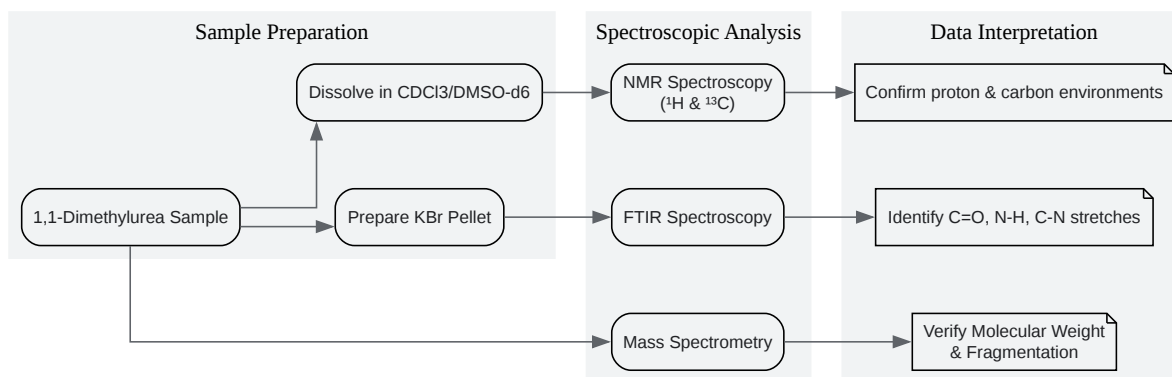 Sample Preparation
Spectroscopic Analysis
Data Interpretation
Dissolve in CDCl3/DMSO-d6
NMR Spectroscopy
(¹H & ¹³C)
Confirm proton & carbon environments
1,1-Dimethylurea Sample
Prepare KBr Pellet
FTIR Spectroscopy
Identify C=O, N-H, C-N stretches
Mass Spectrometry
Verify Molecular Weight
& Fragmentation